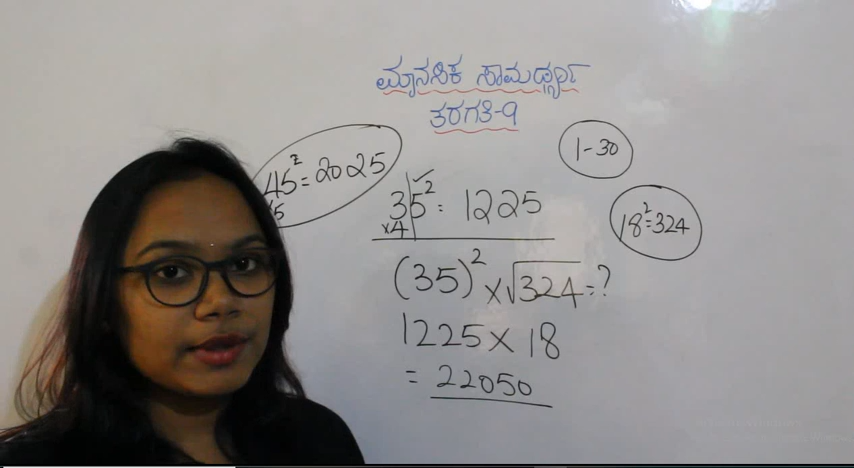 ಮಾನಸಿಕ ಸಾಮರ್ಥ್ಯ
ತರಗತಿ-9
1-30
45² = 2025
×5
35² = 1225
×4
18² = 324
(35)² × √324 = ?
1225 × 18
= 22050